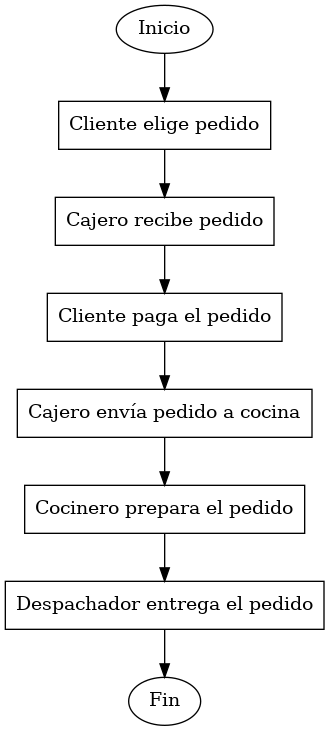 Inicio
Cliente elige pedido
Cajero recibe pedido
Cliente paga el pedido
Cajero envía pedido a cocina
Cocinero prepara el pedido
Despachador entrega el pedido
Fin